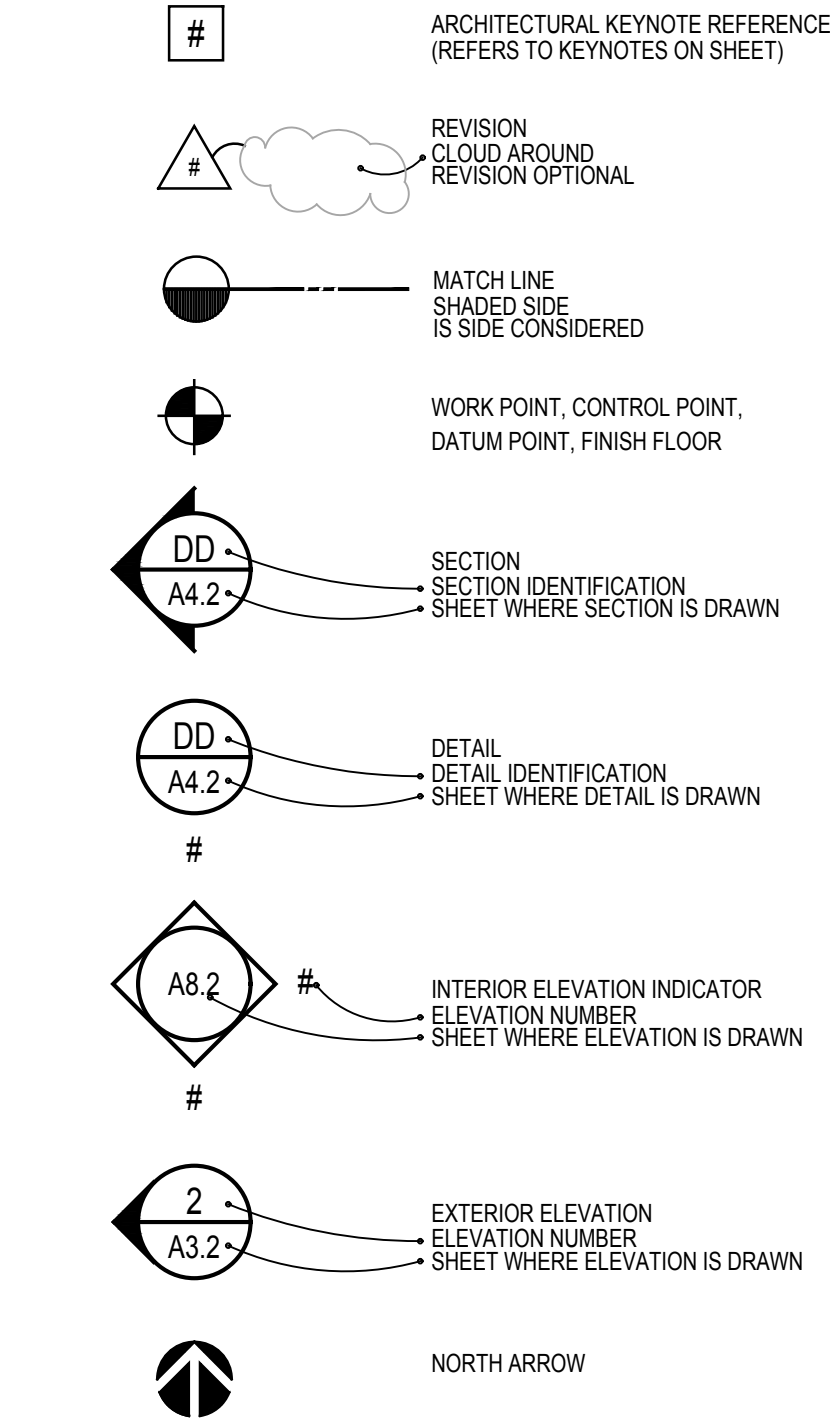 #
ARCHITECTURAL KEYNOTE REFERENCE
(REFERS TO KEYNOTES ON SHEET)
#
REVISION
CLOUD AROUND
REVISION OPTIONAL
MATCH LINE
SHADED SIDE
IS SIDE CONSIDERED
WORK POINT, CONTROL POINT,
DATUM POINT, FINISH FLOOR
DD
A4.2
SECTION
SECTION IDENTIFICATION
SHEET WHERE SECTION IS DRAWN
DD
A4.2
DETAIL
DETAIL IDENTIFICATION
SHEET WHERE DETAIL IS DRAWN
#
A8.2
#
#
INTERIOR ELEVATION INDICATOR
ELEVATION NUMBER
SHEET WHERE ELEVATION IS DRAWN
2
A3.2
EXTERIOR ELEVATION
ELEVATION NUMBER
SHEET WHERE ELEVATION IS DRAWN
NORTH ARROW